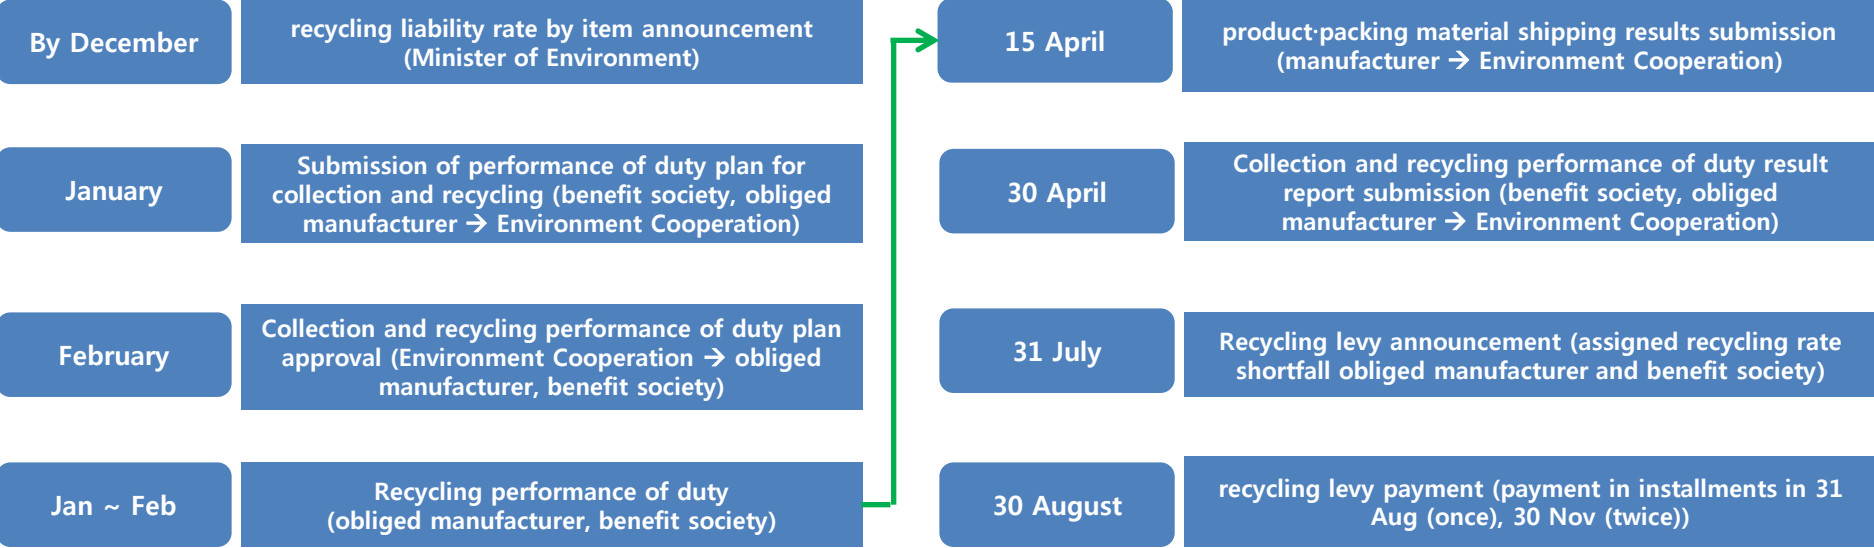 By December
recycling liability rate by item announcement
(Minister of Environment)
January
Submission of performance of duty plan for
collection and recycling (benefit society, obliged
manufacturer → Environment Cooperation)
February
Collection and recycling performance of duty plan
approval (Environment Cooperation → obliged
manufacturer, benefit society)
Jan ~ Feb
Recycling performance of duty
(obliged manufacturer, benefit society)
15 April
product·packing material shipping results submission
(manufacturer → Environment Cooperation)
30 April
Collection and recycling performance of duty result
report submission (benefit society, obliged
manufacturer → Environment Cooperation)
31 July
Recycling levy announcement (assigned recycling rate
shortfall obliged manufacturer and benefit society)
30 August
recycling levy payment (payment in installments in 31
Aug (once), 30 Nov (twice))